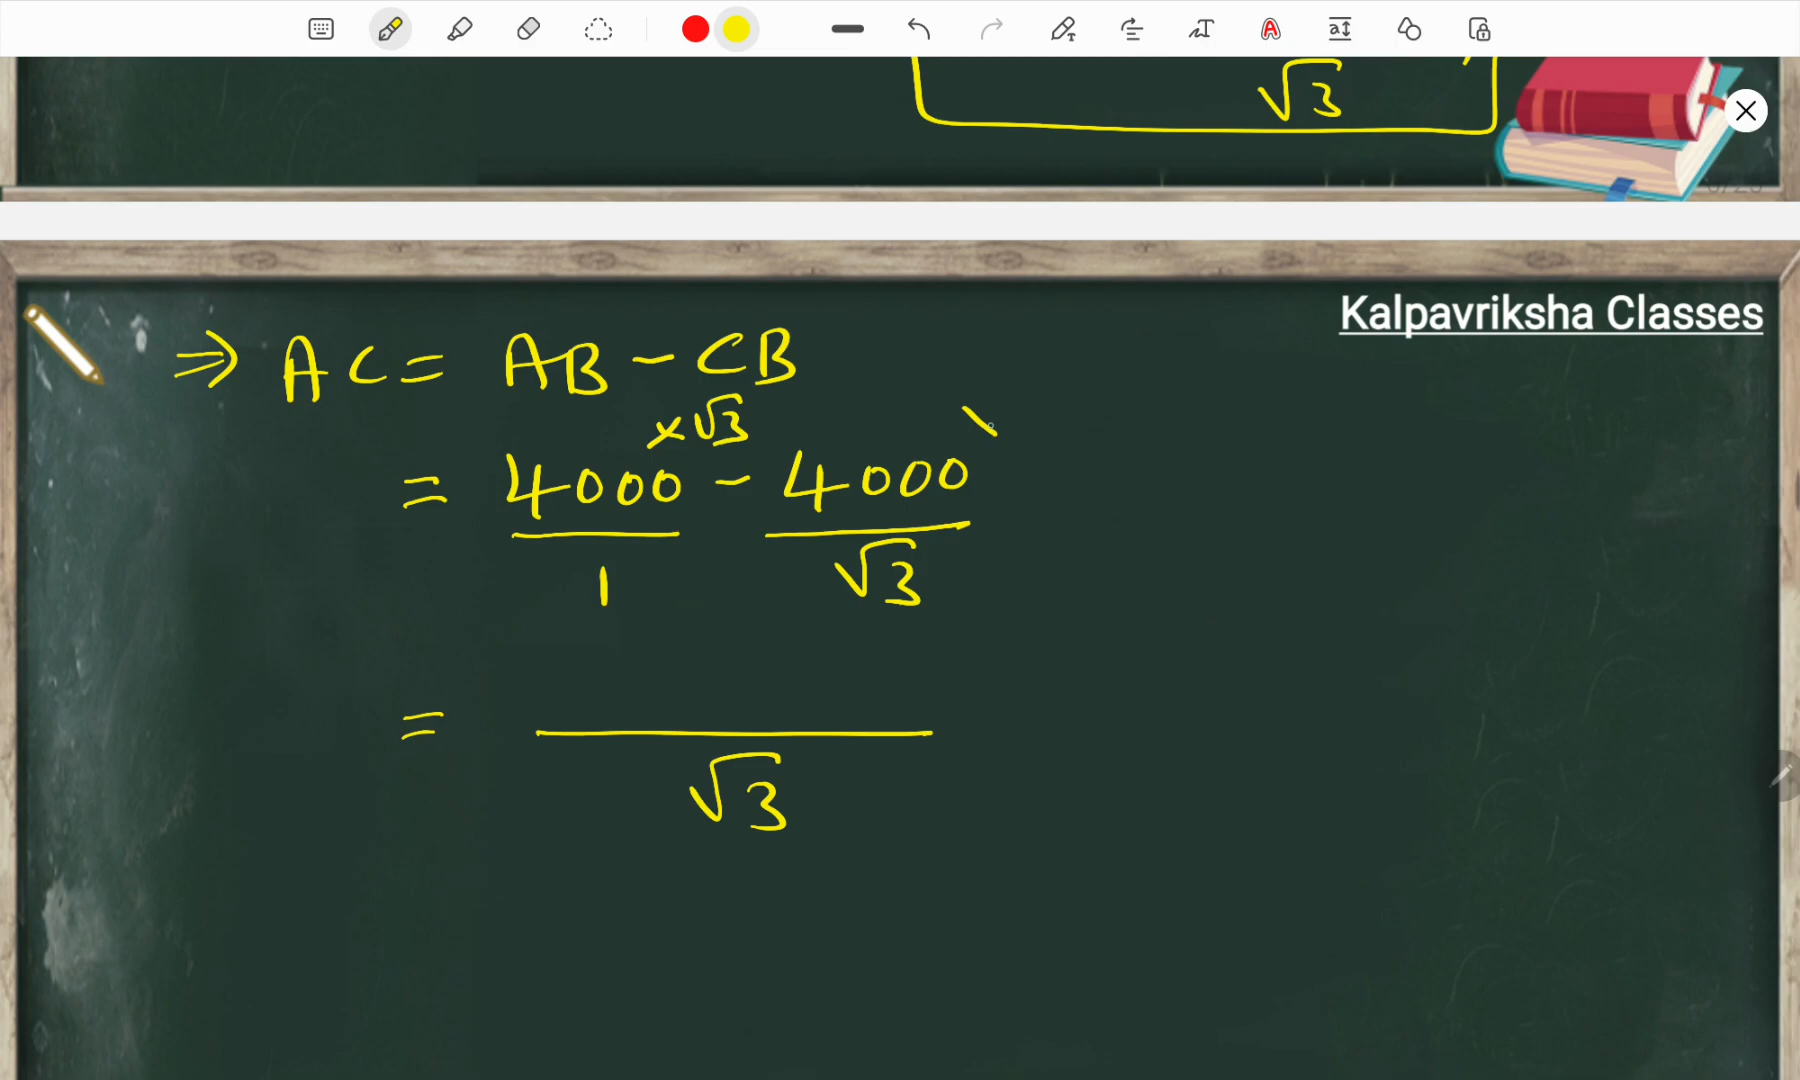 √3
Kalpavriksha Classes
⇒ AC = AB - CB
×√3
= 4000/1 - 4000/√3
= /√3